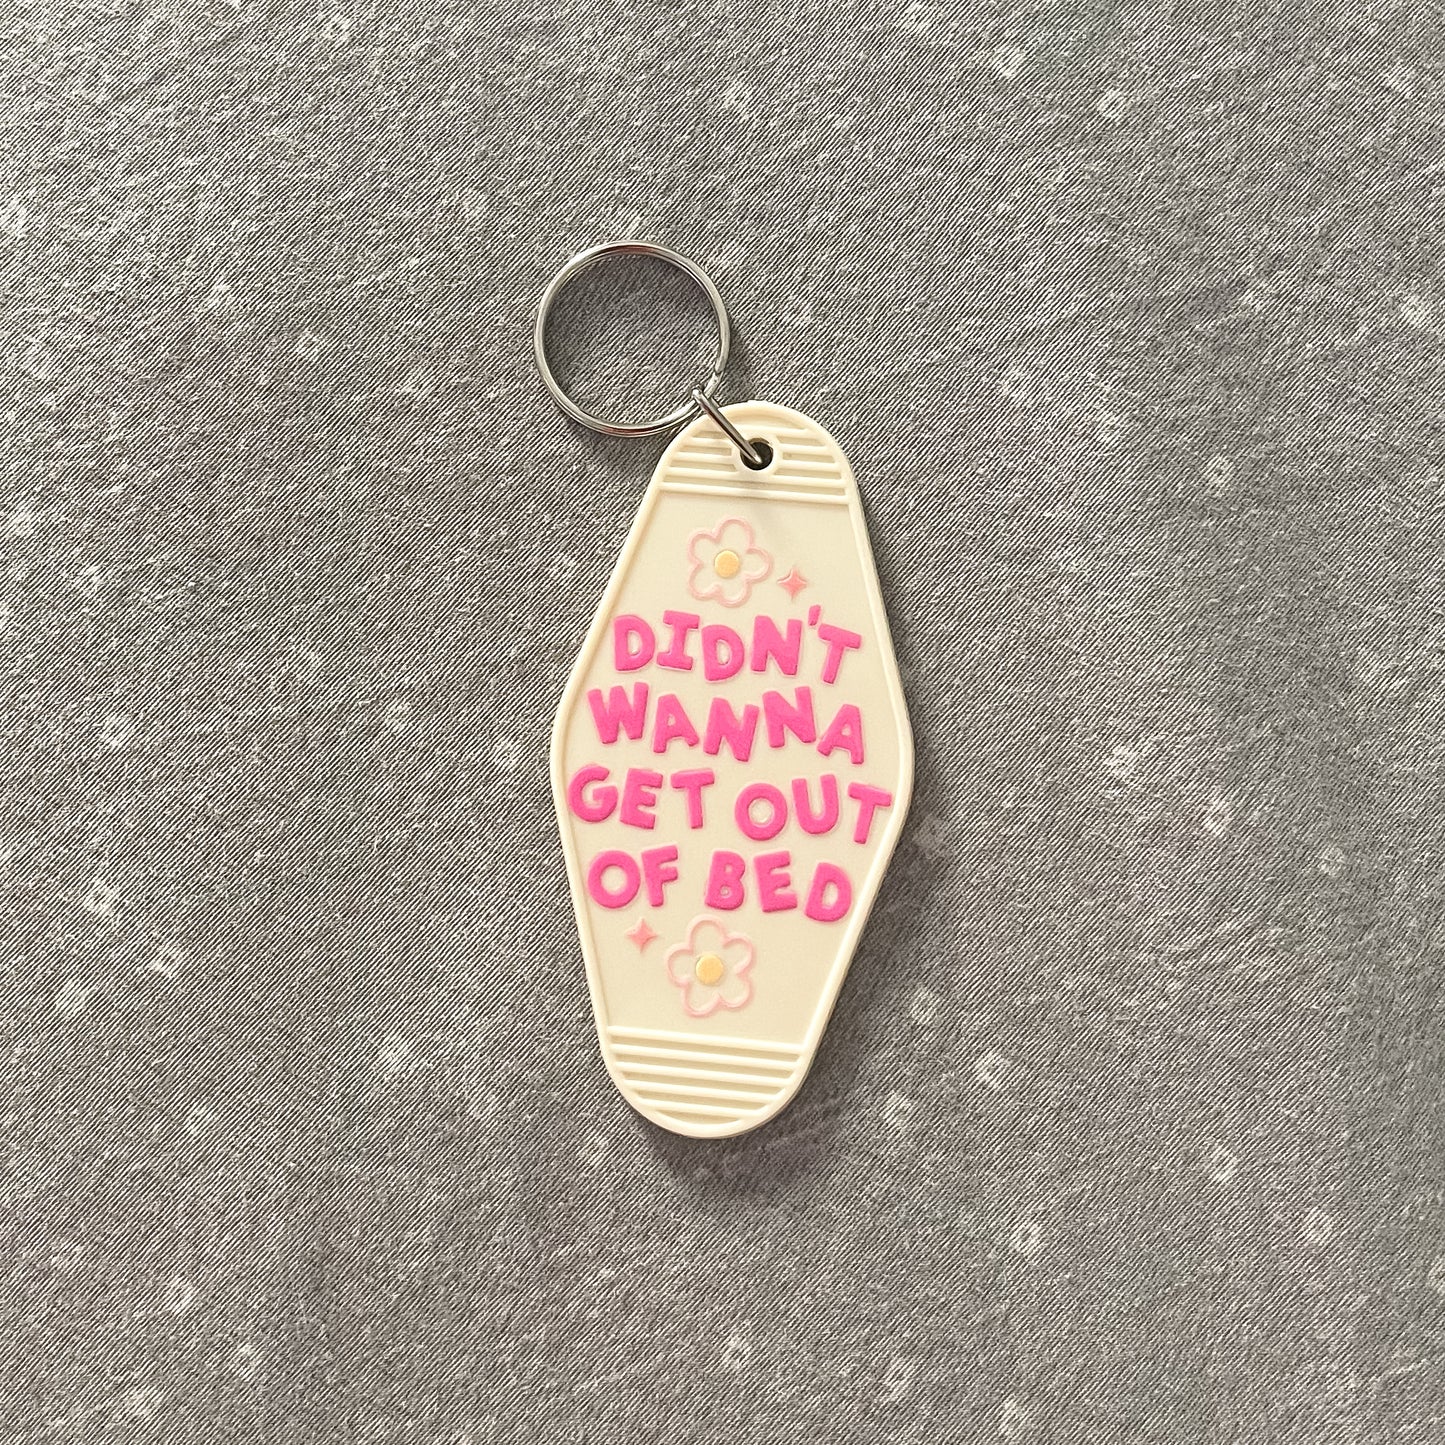 DIDN'T
WANNA
GET OUT
OF BED